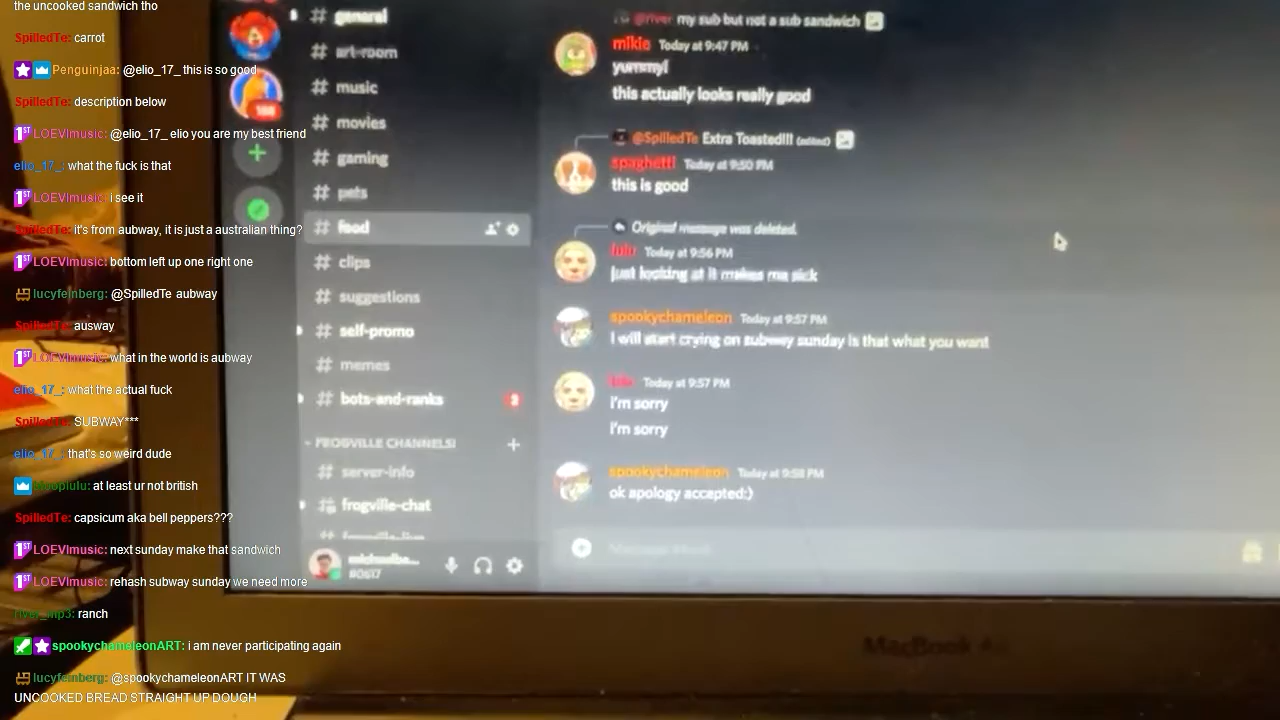 the uncooked sandwich tho
SpilledTe: carrot
Penguinjaa: @elio_17_ this is so good
SpilledTe: description below
1ST LOEVImusic: @elio_17_ elio you are my best friend
elio_17_: what the fuck is that
1ST LOEVImusic: i see it
SpilledTe: it's from aubway, it is just a australian thing?
1ST LOEVImusic: bottom left up one right one
lucyfeinberg: @SpilledTe aubway
SpilledTe: ausway
1ST LOEVImusic: what in the world is aubway
elio_17_: what the actual fuck
SpilledTe: SUBWAY***
elio_17_: that's so weird dude
at least ur not british
SpilledTe: capsicum aka bell peppers???
1ST LOEVImusic: next sunday make that sandwich
1ST LOEVImusic: rehash subway sunday we need more
river_mp3: ranch
spookychameleonART: i am never participating again
lucyfeinberg: @spookychameleonART IT WAS
UNCOOKED BREAD STRAIGHT UP DOUGH
# general
# art-room
# music
# movies
# gaming
# pets
# food
# clips
# suggestions
# self-promo
# memes
# bots-and-ranks 2
FROGVILLE CHANNELS!
# server-info
frogville-chat
#0617
@river my sub but not a sub sandwich
mikie Today at 9:47 PM
yummy!
this actually looks really good
@SpilledTe Extra Toasted!!! (edited)
spaghetti Today at 9:50 PM
this is good
Original message was deleted.
lulu Today at 9:56 PM
just looking at it makes me sick
spookychameleon Today at 9:57 PM
I will start crying on subway sunday is that what you want
lulu Today at 9:57 PM
i'm sorry
i'm sorry
spookychameleon Today at 9:58 PM
ok apology accepted:)
MacBook